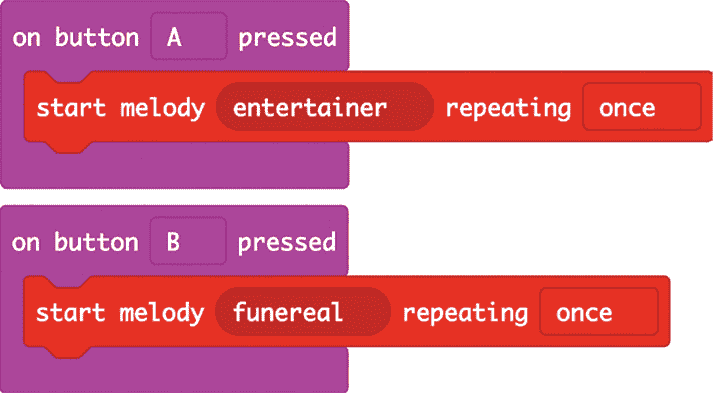 on button A pressed
start melody entertainer repeating once
on button B pressed
start melody funereal repeating once